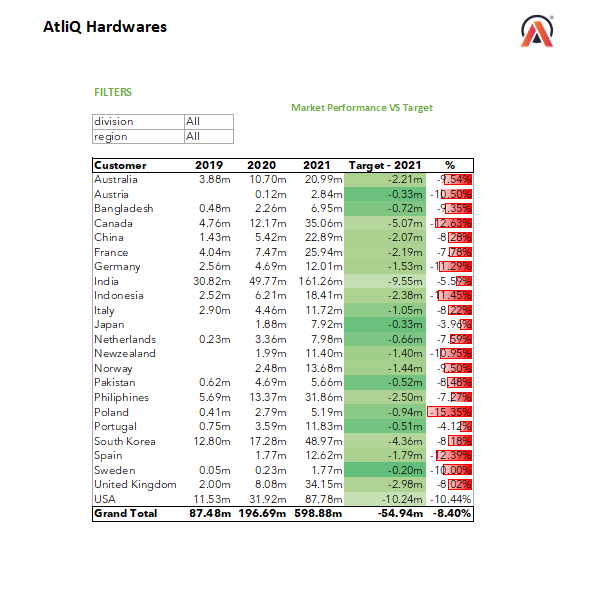 AtliQ Hardwares
FILTERS
Market Performance VS Target
division All
region All
Customer 2019 2020 2021 Target - 2021 %
Australia 3.88m 10.70m 20.99m -2.21m -9.54%
Austria 0.12m 2.84m -0.33m -10.50%
Bangladesh 0.48m 2.26m 6.95m -0.72m -9.35%
Canada 4.76m 12.17m 35.06m -5.07m -12.63%
China 1.43m 5.42m 22.89m -2.07m -8.28%
France 4.04m 7.47m 25.94m -2.19m -7.78%
Germany 2.56m 4.69m 12.01m -1.53m -11.29%
India 30.82m 49.77m 161.26m -9.55m -5.59%
Indonesia 2.52m 6.21m 18.41m -2.38m -11.45%
Italy 2.90m 4.46m 11.72m -1.05m -8.22%
Japan 1.88m 7.92m -0.33m -3.96%
Netherlands 0.23m 3.36m 7.98m -0.66m -7.59%
Newzealand 1.99m 11.40m -1.40m -10.95%
Norway 2.48m 13.68m -1.44m -9.50%
Pakistan 0.62m 4.69m 5.66m -0.52m -8.48%
Philiphines 5.69m 13.37m 31.86m -2.50m -7.27%
Poland 0.41m 2.79m 5.19m -0.94m -15.35%
Portugal 0.75m 3.59m 11.83m -0.51m -4.12%
South Korea 12.80m 17.28m 48.97m -4.36m -8.18%
Spain 1.77m 12.62m -1.79m -12.39%
Sweden 0.05m 0.23m 1.77m -0.20m -10.00%
United Kingdom 2.00m 8.08m 34.15m -2.98m -8.02%
USA 11.53m 31.92m 87.78m -10.24m -10.44%
Grand Total 87.48m 196.69m 598.88m -54.94m -8.40%